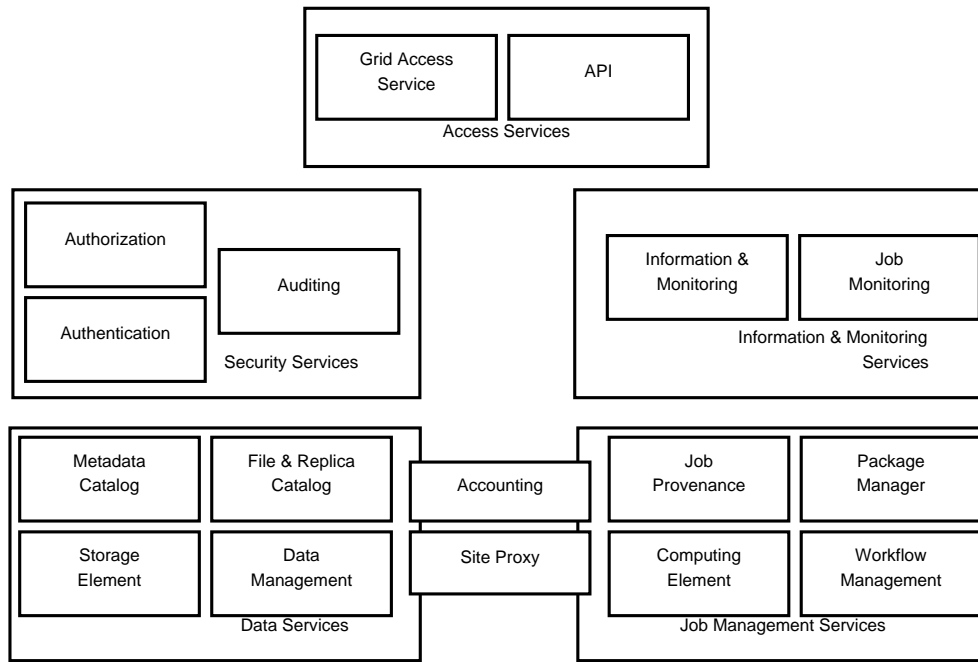 Grid Access
Service
API
Access Services
Authorization
Auditing
Authentication
Security Services
Information &
Monitoring
Job
Monitoring
Information & Monitoring
Services
Metadata
Catalog
File & Replica
Catalog
Storage
Element
Data
Management
Data Services
Accounting
Site Proxy
Job
Provenance
Package
Manager
Computing
Element
Workflow
Management
Job Management Services